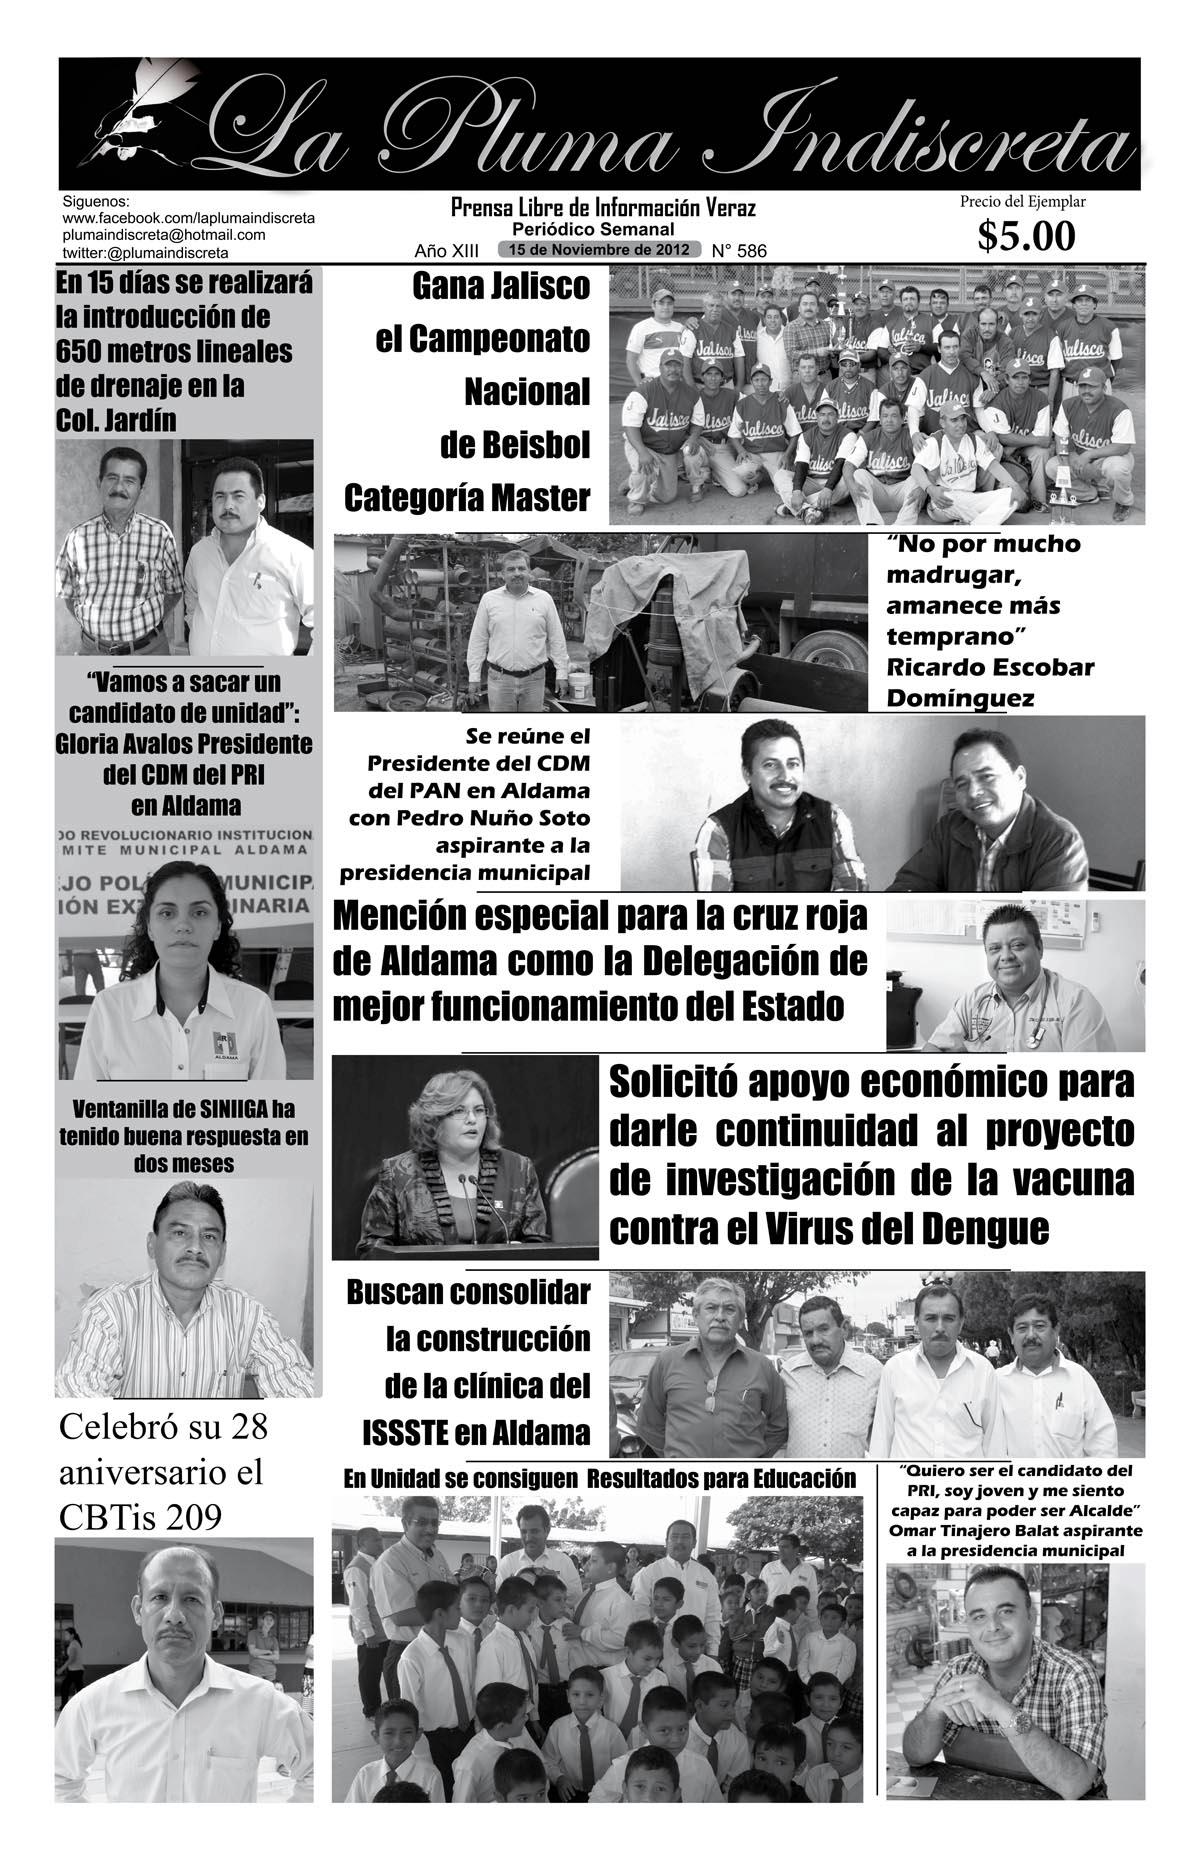 La Pluma Indiscreta
Siguenos:
www.facebook.com/laplumaindiscreta
plumaindiscreta@hotmail.com
twitter:@plumaindiscreta
Prensa Libre de Información Veraz
Periódico Semanal
Año XIII 15 de Noviembre de 2012 N° 586
Precio del Ejemplar
$5.00
En 15 días se realizará
la introducción de
650 metros lineales
de drenaje en la
Col. Jardín
“Vamos a sacar un
candidato de unidad”:
Gloria Avalos Presidente
del CDM del PRI
en Aldama
DO REVOLUCIONARIO INSTITUCION
MITE MUNICIPAL ALDAMA
ALDAMA
Ventanilla de SINIIGA ha
tenido buena respuesta en
dos meses
Celebró su 28
aniversario el
CBTis 209
Gana Jalisco
el Campeonato
Nacional
de Beisbol
Categoría Master
Jalisco
Jalisco
Jalisco
Jalisco
Jalisco
Jalisco
“No por mucho
madrugar,
amanece más
temprano”
Ricardo Escobar
Domínguez
Se reúne el
Presidente del CDM
del PAN en Aldama
con Pedro Nuño Soto
aspirante a la
presidencia municipal
Mención especial para la cruz roja
de Aldama como la Delegación de
mejor funcionamiento del Estado
Solicitó apoyo económico para
darle continuidad al proyecto
de investigación de la vacuna
contra el Virus del Dengue
Buscan consolidar
la construcción
de la clínica del
ISSSTE en Aldama
En Unidad se consiguen Resultados para Educación
“Quiero ser el candidato del
PRI, soy joven y me siento
capaz para poder ser Alcalde”
Omar Tinajero Balat aspirante
a la presidencia municipal